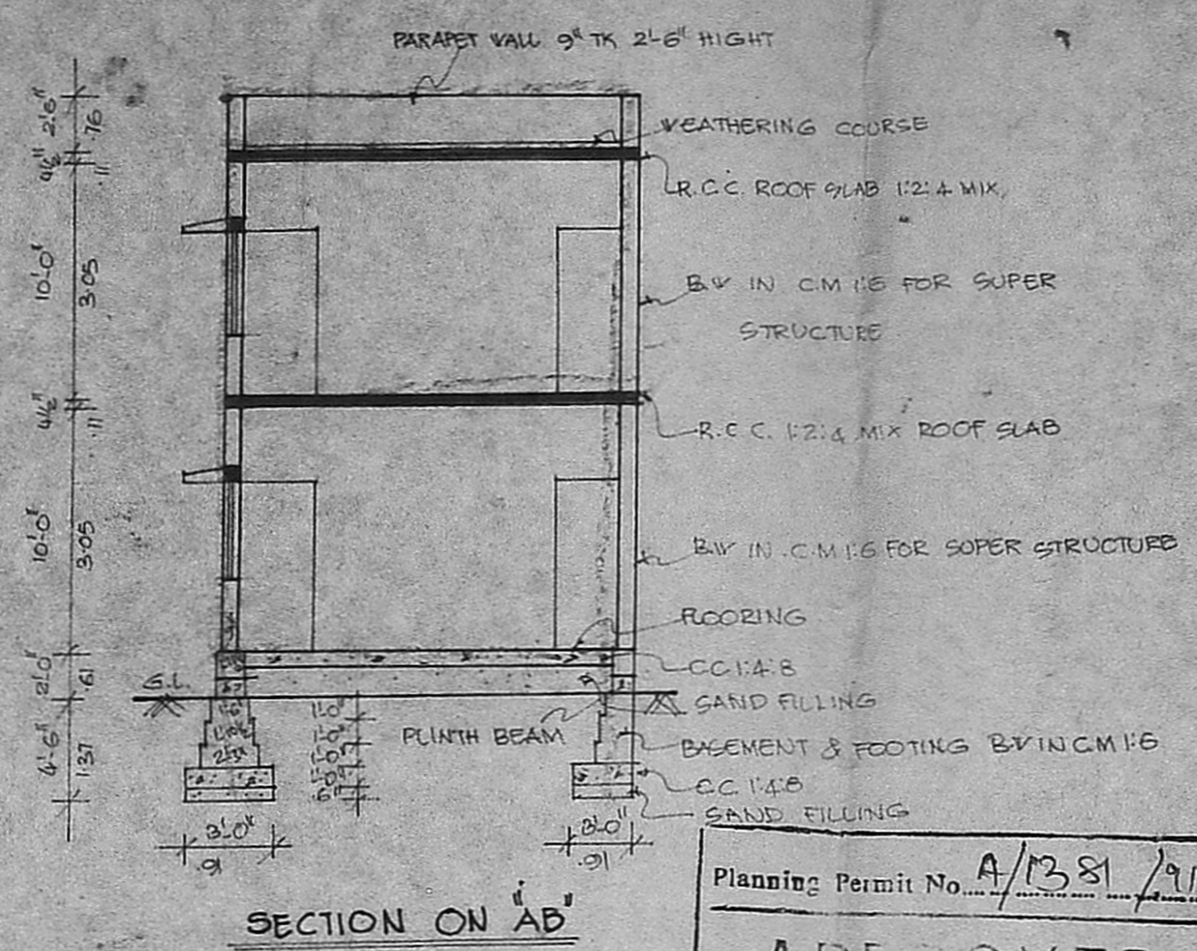 PARAPET WALL 9" TK 2'-6" HIGHT
WEATHERING COURSE
R.C.C. ROOF SLAB 1:2:4 MIX
B.W IN C.M 1:6 FOR SUPER
STRUCTURE
R.C.C. 1:2:4 MIX ROOF SLAB
B.W IN C.M 1:6 FOR SOPER STRUCTURE
FLOORING
CC 1:4:8
SAND FILLING
PLINTH BEAM
BASEMENT & FOOTING B.W IN C.M 1:6
C.C. 1:4:8
SAND FILLING
2'-6"
.76
4½"
.11
10'-0"
3.05
4½"
.11
10'-0"
3.05
2'-0"
.61
G.L.
4'-6"
1.37
1'-0"
1'-0"
1'-0"
1'-0"
6"
3'-0"
.91
3'-0"
.91
SECTION ON "AB"
Planning Permit No. A/1381/91